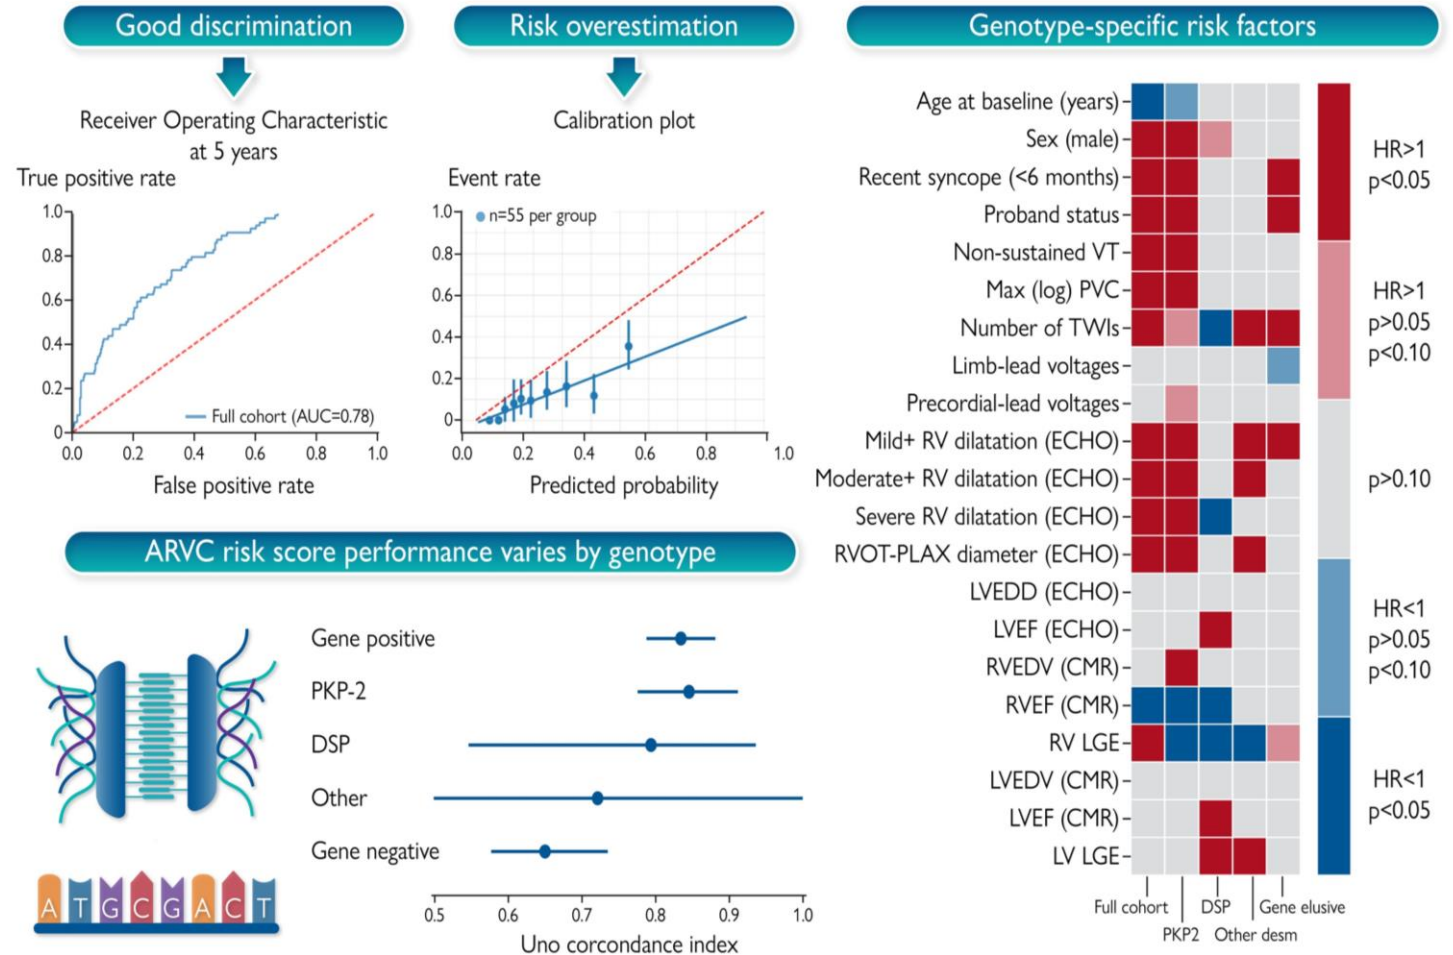 Good discrimination
Receiver Operating Characteristic
at 5 years
True positive rate
1.0
0.8
0.6
0.4
0.2
0
Full cohort (AUC=0.78)
0.0 0.2 0.4 0.6 0.8 1.0
False positive rate
Risk overestimation
Calibration plot
Event rate
n=55 per group
1.0
0.8
0.6
0.4
0.2
0
0.0 0.2 0.4 0.6 0.8 1.0
Predicted probability
ARVC risk score performance varies by genotype
Gene positive
PKP-2
DSP
Other
Gene negative
0.5 0.6 0.7 0.8 0.9 1.0
Uno corcordance index
A T G C G A C T
Genotype-specific risk factors
Age at baseline (years)
Sex (male)
Recent syncope (<6 months)
Proband status
Non-sustained VT
Max (log) PVC
Number of TWIs
Limb-lead voltages
Precordial-lead voltages
Mild+ RV dilatation (ECHO)
Moderate+ RV dilatation (ECHO)
Severe RV dilatation (ECHO)
RVOT-PLAX diameter (ECHO)
LVEDD (ECHO)
LVEF (ECHO)
RVEDV (CMR)
RVEF (CMR)
RV LGE
LVEDV (CMR)
LVEF (CMR)
LV LGE
Full cohort DSP Gene elusive
PKP2 Other desm
HR>1
p<0.05
HR>1
p>0.05
p<0.10
p>0.10
HR<1
p>0.05
p<0.10
HR<1
p<0.05